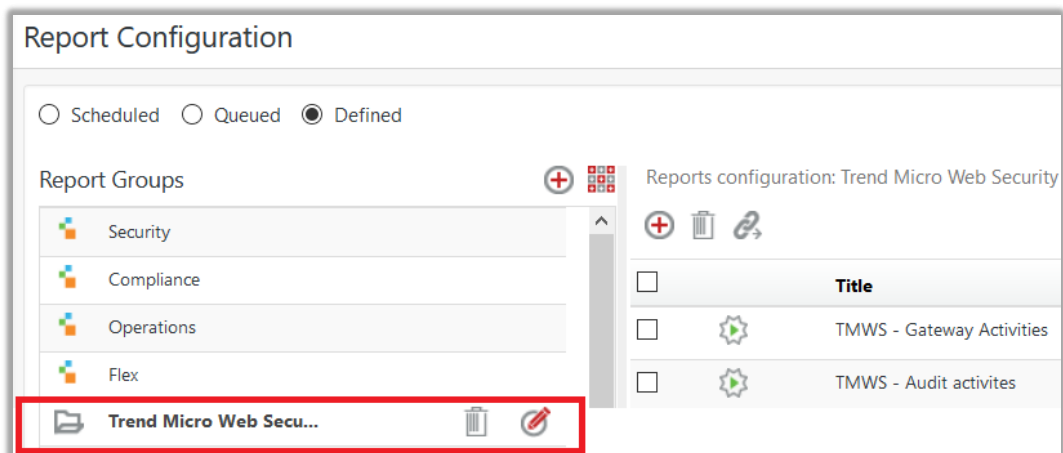 Report Configuration
Scheduled Queued Defined
Report Groups
Security
Compliance
Operations
Flex
Trend Micro Web Secu...
Reports configuration: Trend Micro Web Security
Title
TMWS - Gateway Activities
TMWS - Audit activites